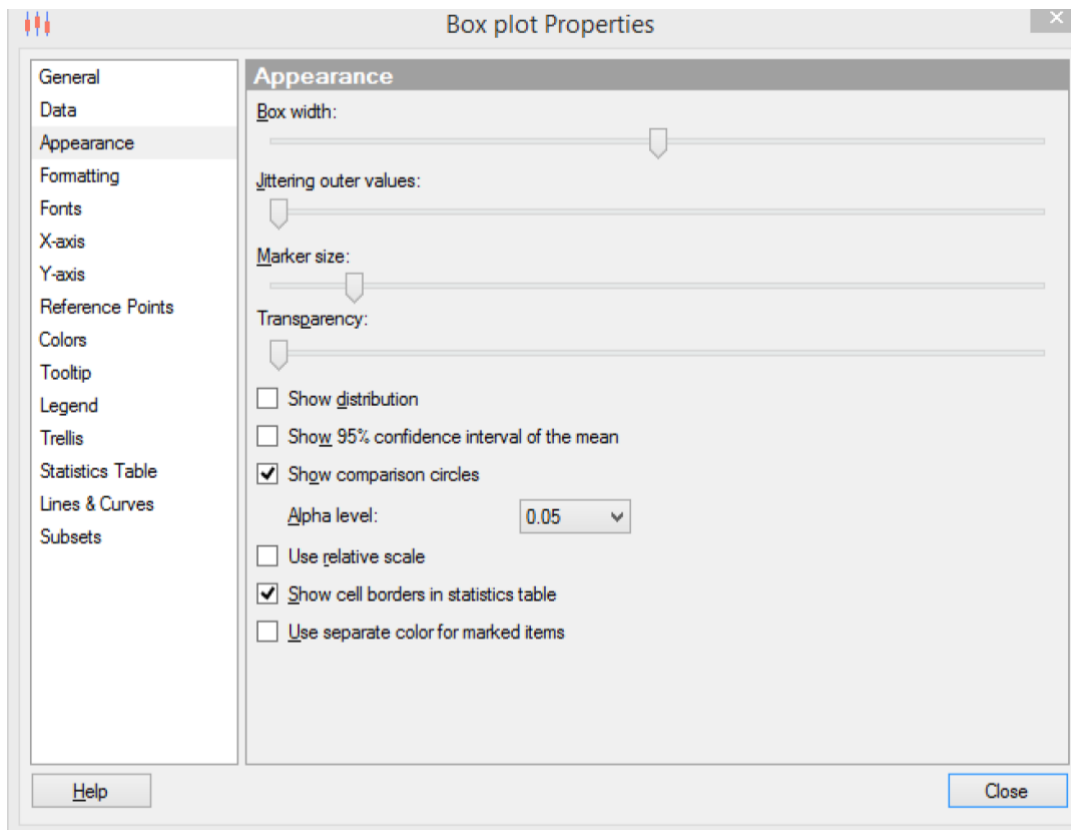 Box plot Properties
General
Data
Appearance
Formatting
Fonts
X-axis
Y-axis
Reference Points
Colors
Tooltip
Legend
Trellis
Statistics Table
Lines & Curves
Subsets
Appearance
Box width:
Jittering outer values:
Marker size:
Transparency:
Show distribution
Show 95% confidence interval of the mean
Show comparison circles
Alpha level: 0.05
Use relative scale
Show cell borders in statistics table
Use separate color for marked items
Help
Close